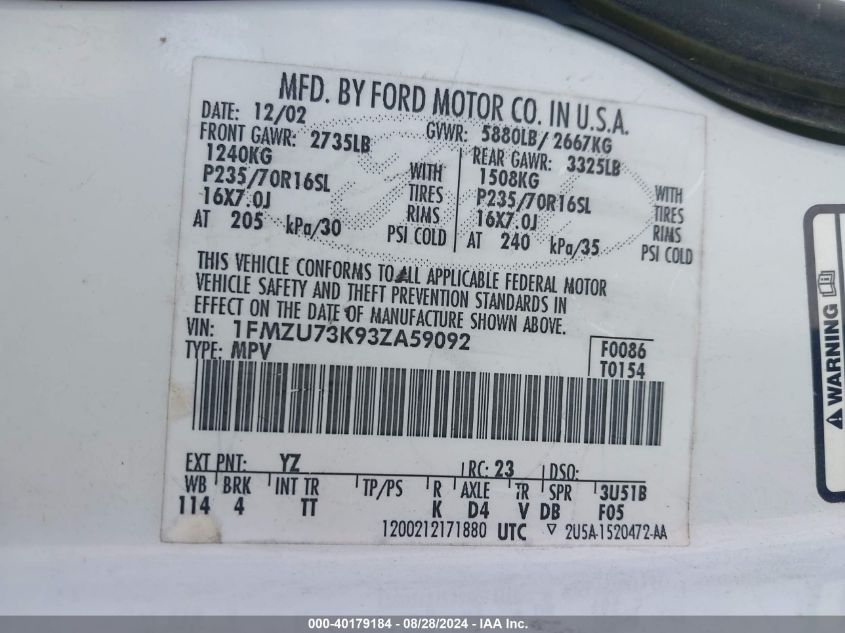 MFD. BY FORD MOTOR CO. IN U.S.A.
DATE: 12/02 GVWR: 5880LB/ 2667KG
FRONT GAWR: 2735LB REAR GAWR: 3325LB
1240KG WITH 1508KG WITH
P235/70R16SL TIRES P235/70R16SL TIRES
16X7.0J RIMS 16X7.0J RIMS
AT 205 kPa/30 PSI COLD AT 240 kPa/35 PSI COLD
THIS VEHICLE CONFORMS TO ALL APPLICABLE FEDERAL MOTOR
VEHICLE SAFETY AND THEFT PREVENTION STANDARDS IN
EFFECT ON THE DATE OF MANUFACTURE SHOWN ABOVE.
VIN: 1FMZU73K93ZA59092 F0086
TYPE: MPV T0154
EXT PNT: YZ RC: 23 DSO:
WB BRK INT TR TP/PS R AXLE TR SPR 3U51B
114 4 TT K D4 V DB F05
1200212171880 UTC ▽ 2U5A-1520472-AA
WARNING
000-40179184 / 08/28/2024 - All Rights Reserved. / Copyright 2024 / IAA Inc.